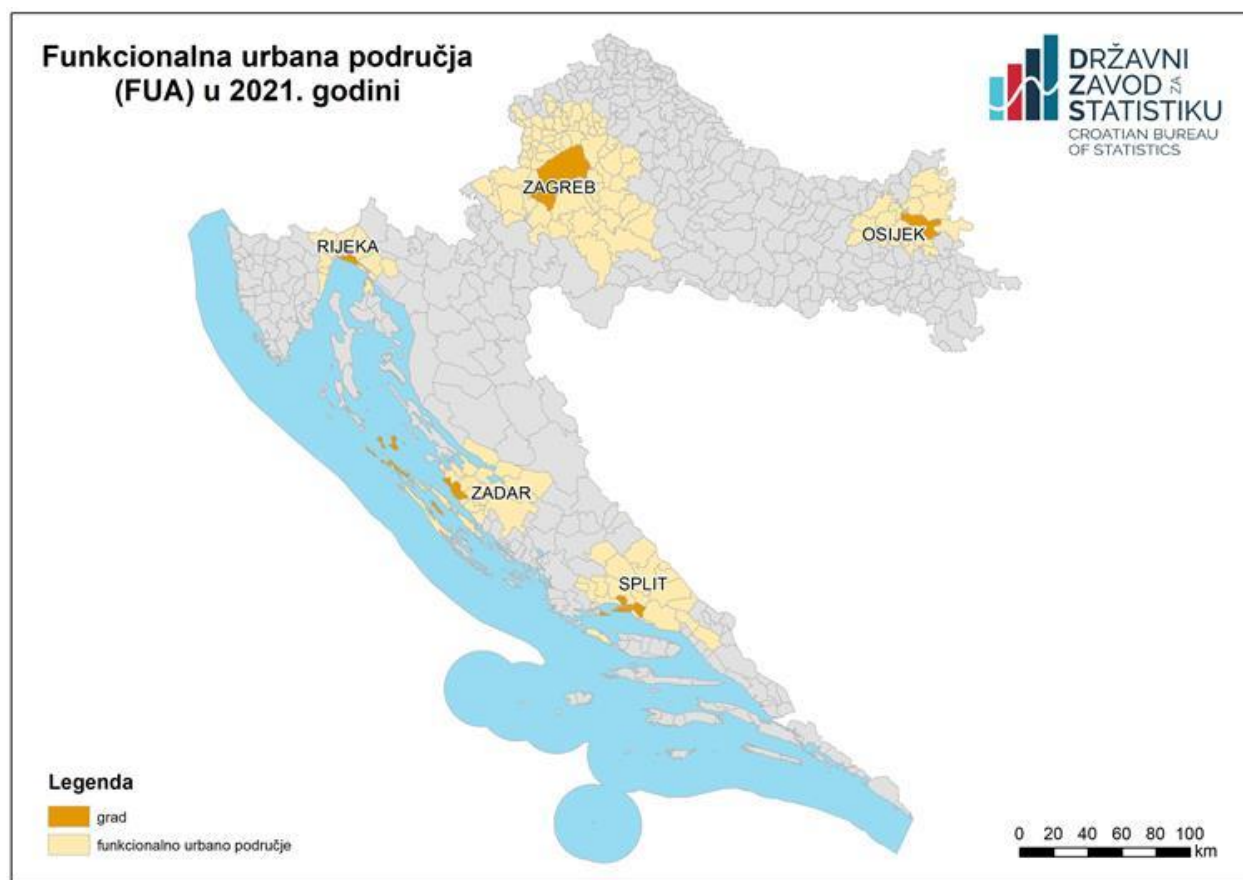 Funkcionalna urbana područja
(FUA) u 2021. godini
DRŽAVNI
ZAVOD ZA
STATISTIKU
CROATIAN BUREAU
OF STATISTICS
ZAGREB
OSIJEK
RIJEKA
ZADAR
SPLIT
Legenda
grad
funkcionalno urbano područje
0 20 40 60 80 100
km